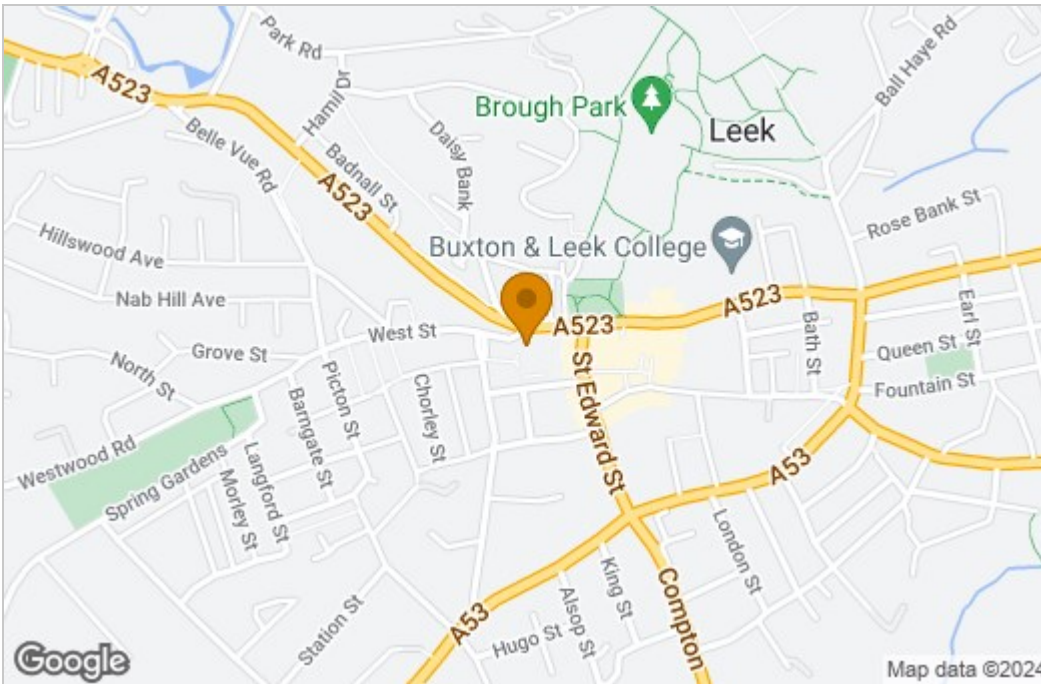 Park Rd
A523
Hamil Dr
Brough Park
Ball Haye Rd
Leek
Belle Vue Rd
Badnall St
Daisy Bank
A523
Rose Bank St
Hillswood Ave
Buxton & Leek College
Nab Hill Ave
A523
West St
A523
Bath St
Earl St
Grove St
North St
Queen St
Picton St
Chorley St
St Edward St
Fountain St
Barngate St
Westwood Rd
Spring Gardens
Langford St
Morley St
A53
London St
King St
Compton
Station St
A53
Alsop St
Hugo St
Google
Map data ©2024